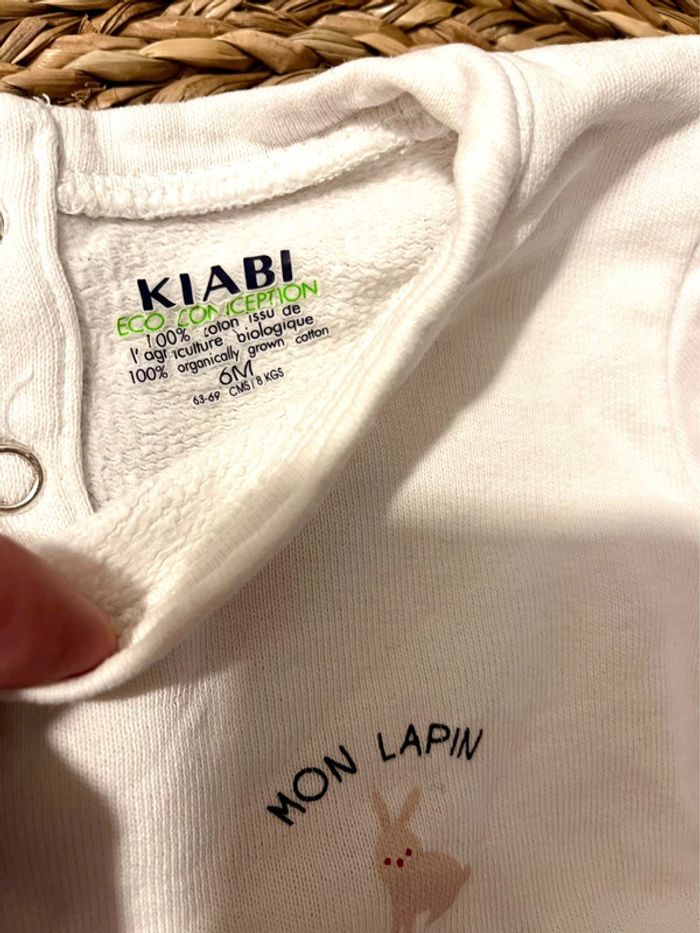 KIABI
ECO CONCEPTION
100% coton issu de
l'agriculture biologique
100% organically grown cotton
6M
63-69 CMS/8 KGS
MON LAPIN